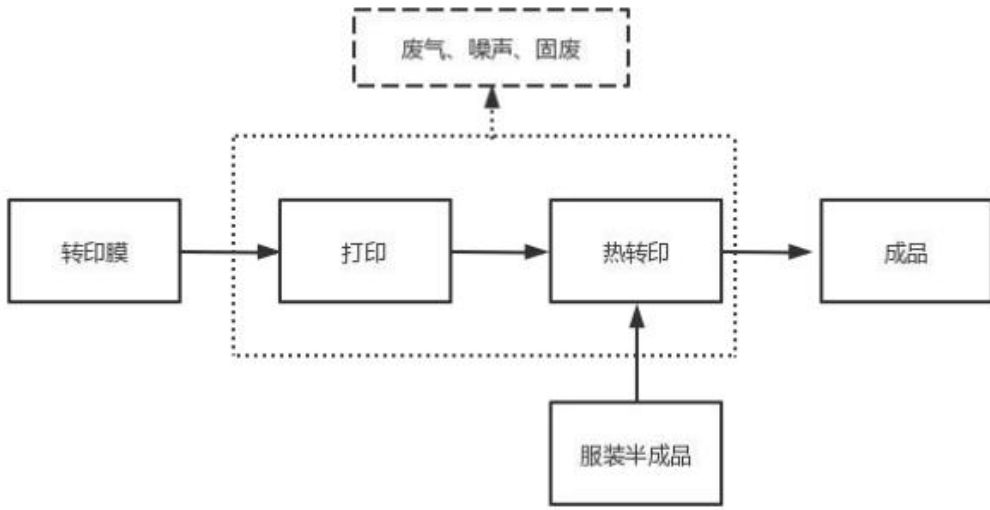 废气、噪声、固废
转印膜
打印
热转印
成品
服装半成品